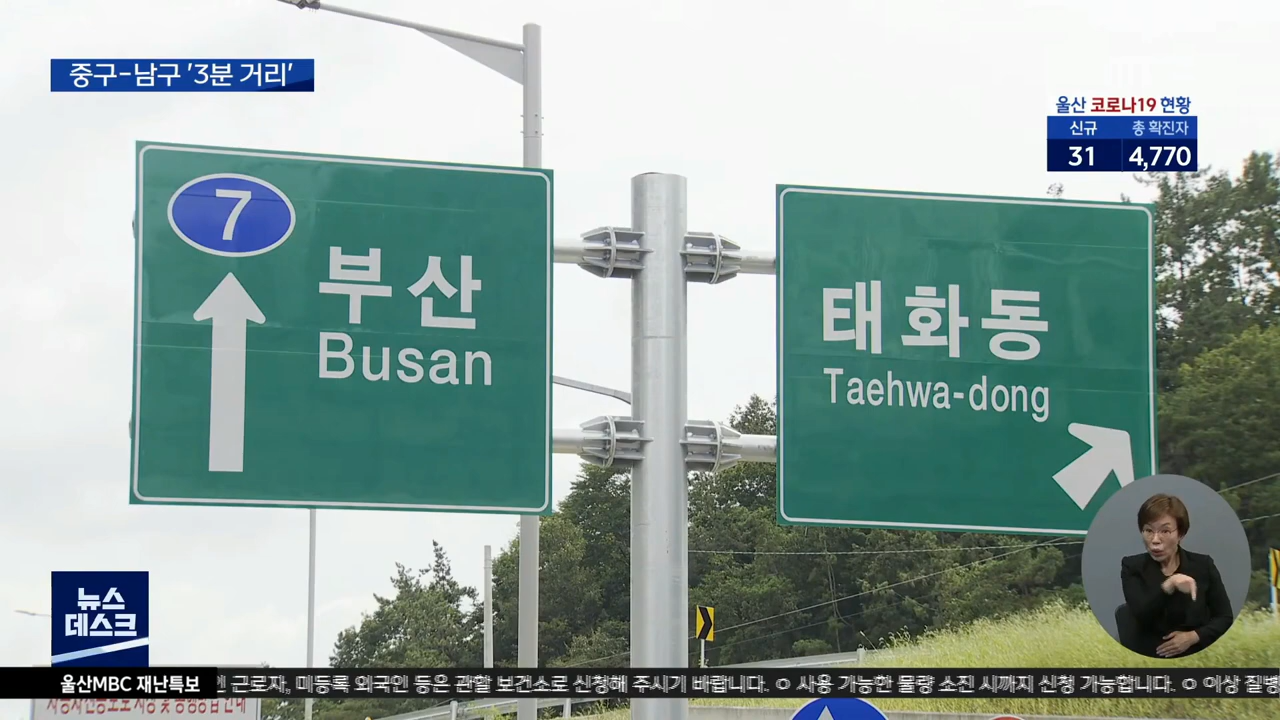 중구-남구 '3분 거리'
울산 코로나19 현황
신규 총 확진자
31 4,770
7
부산
Busan
태화동
Taehwa-dong
뉴스
데스크
울산MBC 재난특보
근로자, 미등록 외국인 등은 관할 보건소로 신청해 주시기 바랍니다. ㅇ 사용 가능한 물량 소진 시까지 신청 가능합니다. ㅇ 이상 질병